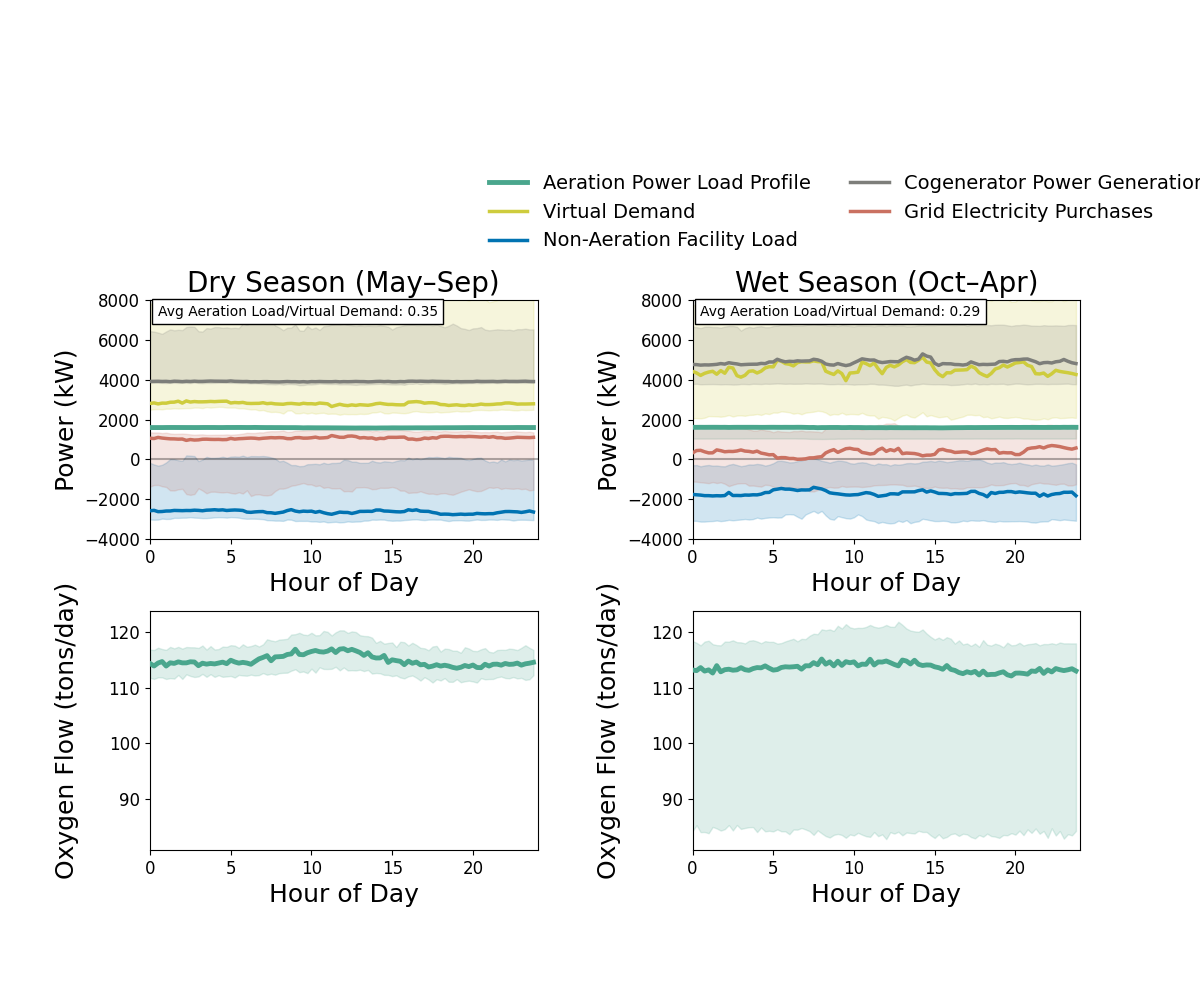 Aeration Power Load Profile
Virtual Demand
Non-Aeration Facility Load
Cogenerator Power Generation
Grid Electricity Purchases
Dry Season (May–Sep)
Avg Aeration Load/Virtual Demand: 0.35
8000
6000
4000
2000
0
−2000
−4000
Power (kW)
0 5 10 15 20
Hour of Day
Wet Season (Oct–Apr)
Avg Aeration Load/Virtual Demand: 0.29
8000
6000
4000
2000
0
−2000
−4000
Power (kW)
0 5 10 15 20
Hour of Day
120
110
100
90
Oxygen Flow (tons/day)
0 5 10 15 20
Hour of Day
120
110
100
90
Oxygen Flow (tons/day)
0 5 10 15 20
Hour of Day